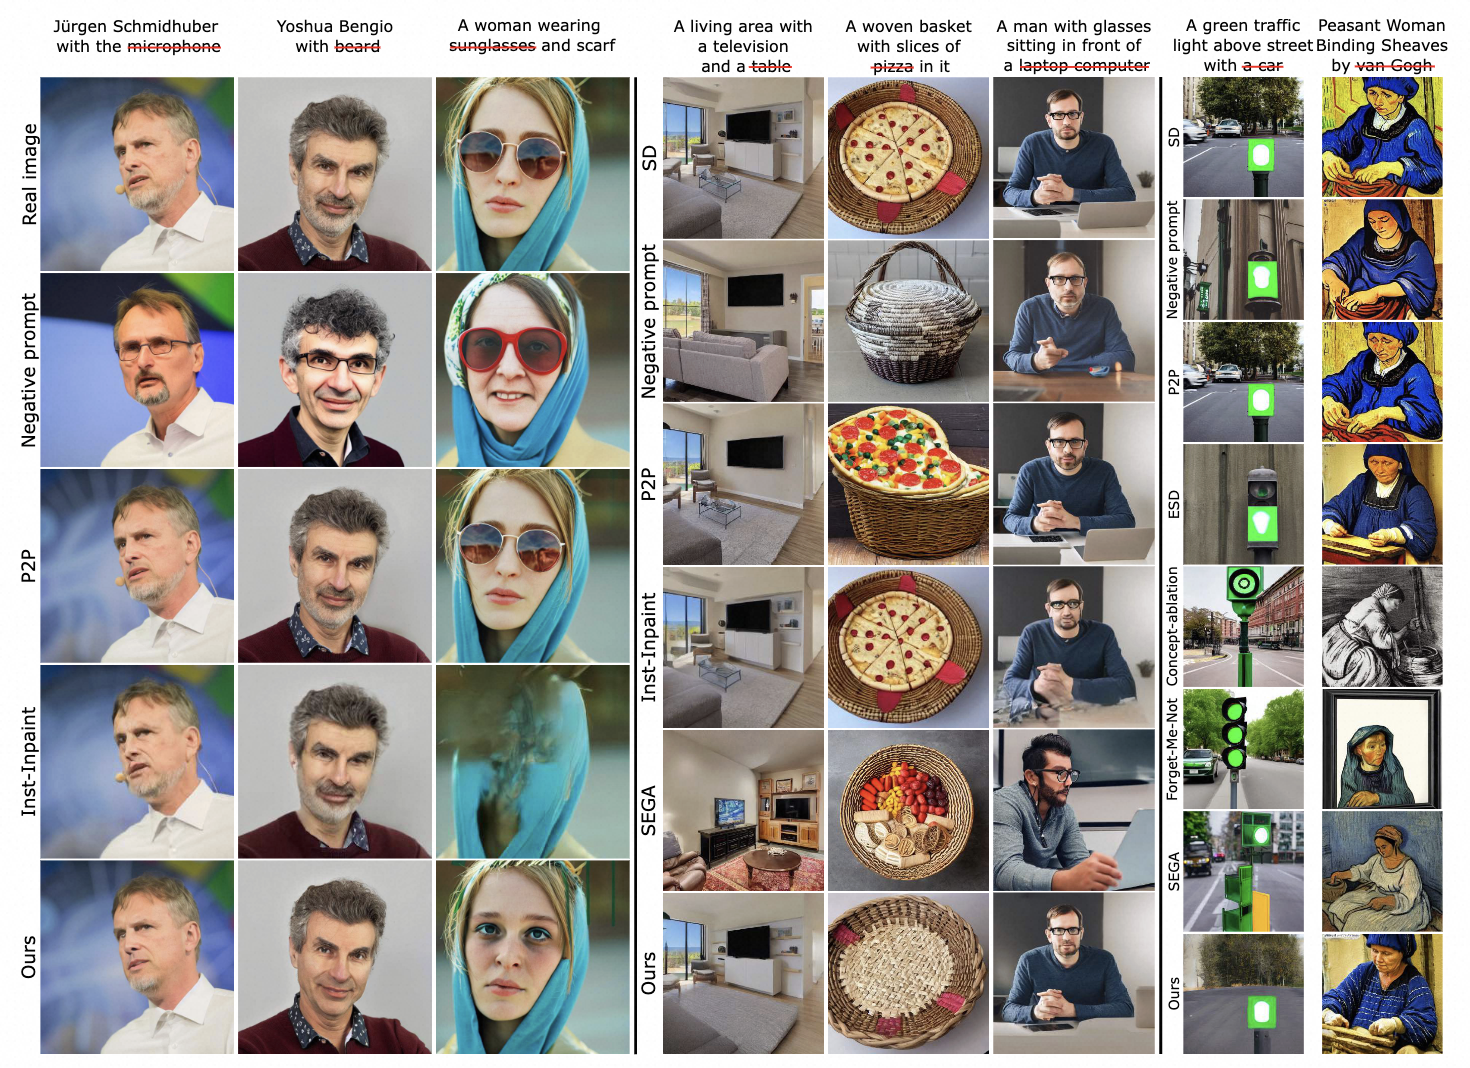 Jürgen Schmidhuber
with the microphone
Yoshua Bengio
with beard
A woman wearing
sunglasses and scarf
A living area with
a television
and a table
A woven basket
with slices of
pizza in it
A man with glasses
sitting in front of
a laptop computer
A green traffic
light above street
with a car
Peasant Woman
Binding Sheaves
by van Gogh
Real image
Negative prompt
P2P
Inst-Inpaint
Ours
SD
Negative prompt
P2P
Inst-Inpaint
SEGA
Ours
SD
Negative prompt
P2P
ESD
Concept-ablation
Forget-Me-Not
SEGA
Ours